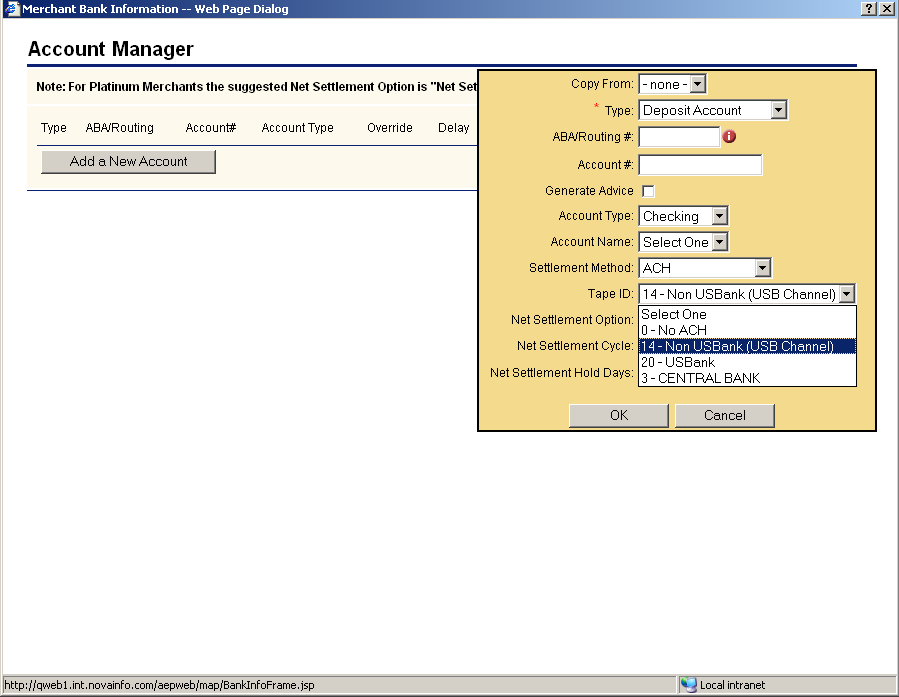 Merchant Bank Information -- Web Page Dialog
Account Manager
Note: For Platinum Merchants the suggested Net Settlement Option is "Net Set
Type ABA/Routing Account# Account Type Override Delay
Add a New Account
Copy From: - none -
* Type: Deposit Account
ABA/Routing #:
Account #:
Generate Advice
Account Type: Checking
Account Name: Select One
Settlement Method: ACH
Tape ID: 14 - Non USBank (USB Channel)
Select One
Net Settlement Option:
0 - No ACH
Net Settlement Cycle: 14 - Non USBank (USB Channel)
20 - USBank
Net Settlement Hold Days: 3 - CENTRAL BANK
OK Cancel
http://qweb1.int.novainfo.com/aepweb/map/BankInfoFrame.jsp Local intranet